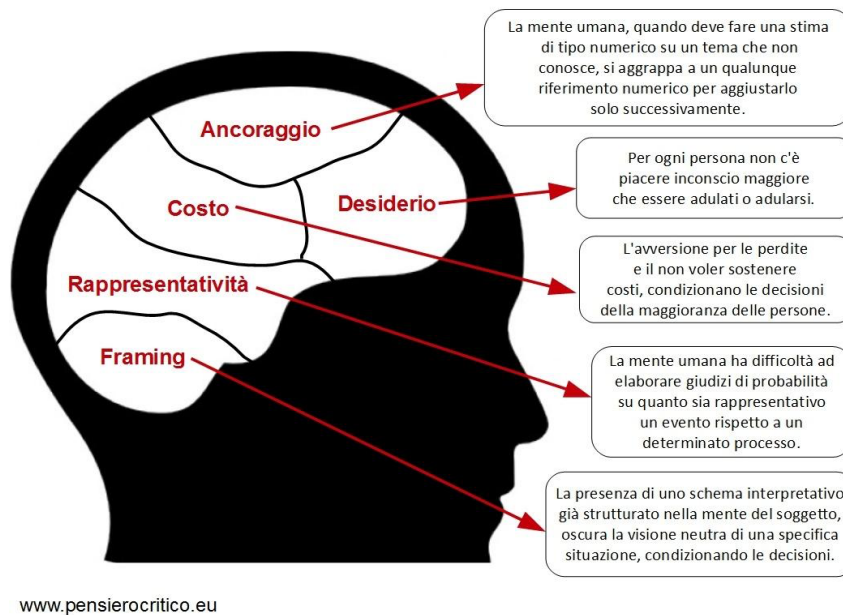 La mente umana, quando deve fare una stima
di tipo numerico su un tema che non
conosce, si aggrappa a un qualunque
riferimento numerico per aggiustarlo
solo successivamente.
Ancoraggio
Per ogni persona non c'è
piacere inconscio maggiore
che essere adulati o adularsi.
Desiderio
Costo
L'avversione per le perdite
e il non voler sostenere
costi, condizionano le decisioni
della maggioranza delle persone.
Rappresentatività
La mente umana ha difficoltà ad
elaborare giudizi di probabilità
su quanto sia rappresentativo
un evento rispetto a un
determinato processo.
Framing
La presenza di uno schema interpretativo
già strutturato nella mente del soggetto,
oscura la visione neutra di una specifica
situazione, condizionando le decisioni.
www.pensierocritico.eu